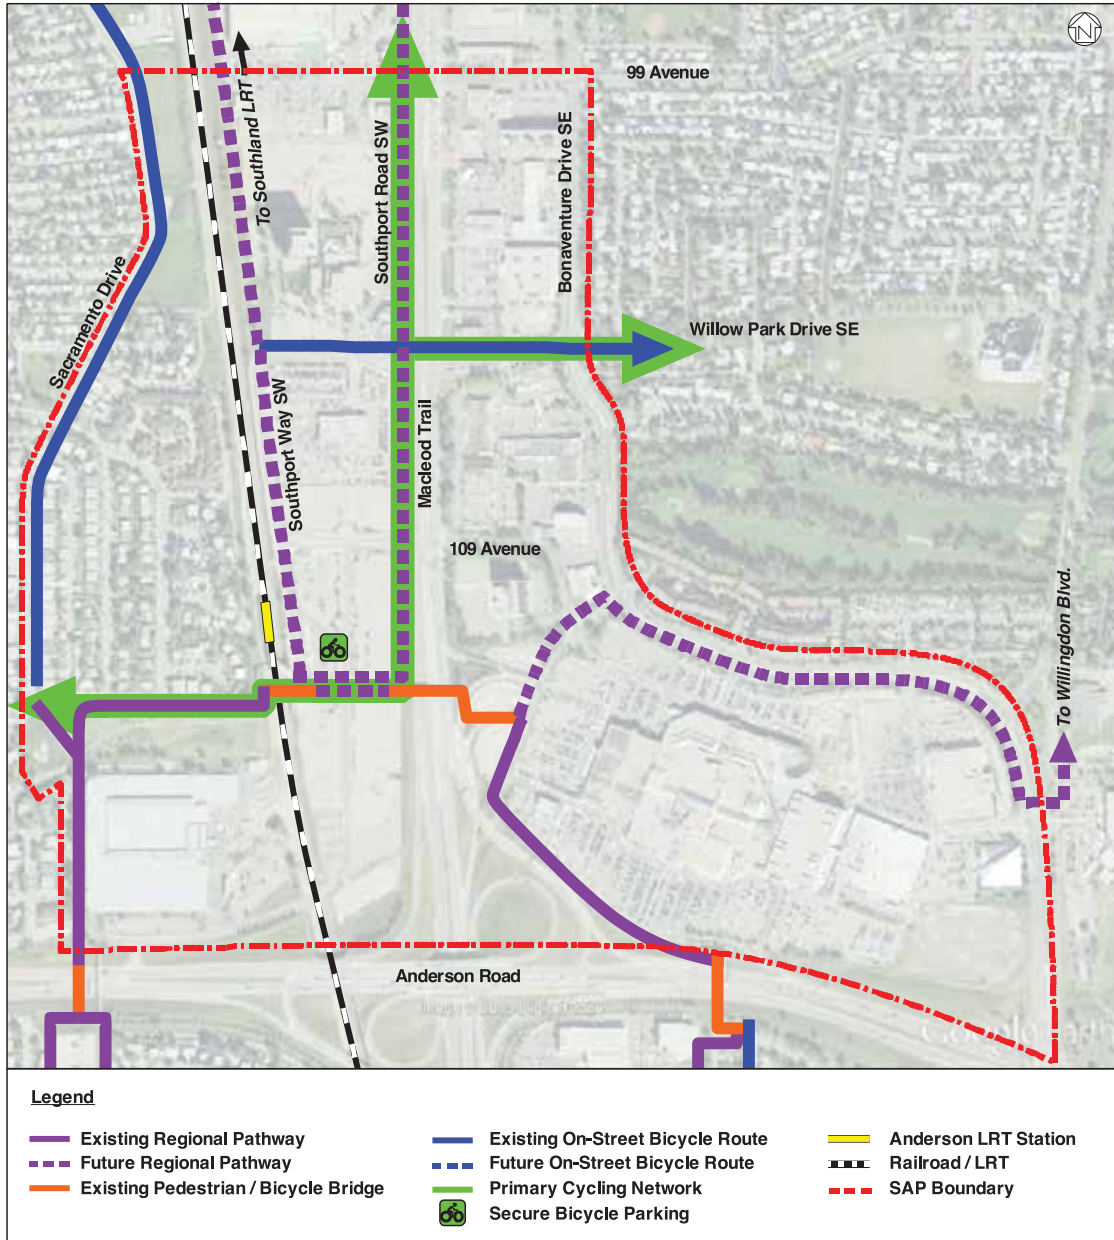 N
99 Avenue
To Southland LRT
Southport Road SW
Bonaventure Drive SE
Sacramento Drive
Willow Park Drive SE
Southport Way SW
Macleod Trail
109 Avenue
To Willingdon Blvd.
Anderson Road
Legend
Existing Regional Pathway
Future Regional Pathway
Existing Pedestrian / Bicycle Bridge
Existing On-Street Bicycle Route
Future On-Street Bicycle Route
Primary Cycling Network
Secure Bicycle Parking
Anderson LRT Station
Railroad / LRT
SAP Boundary